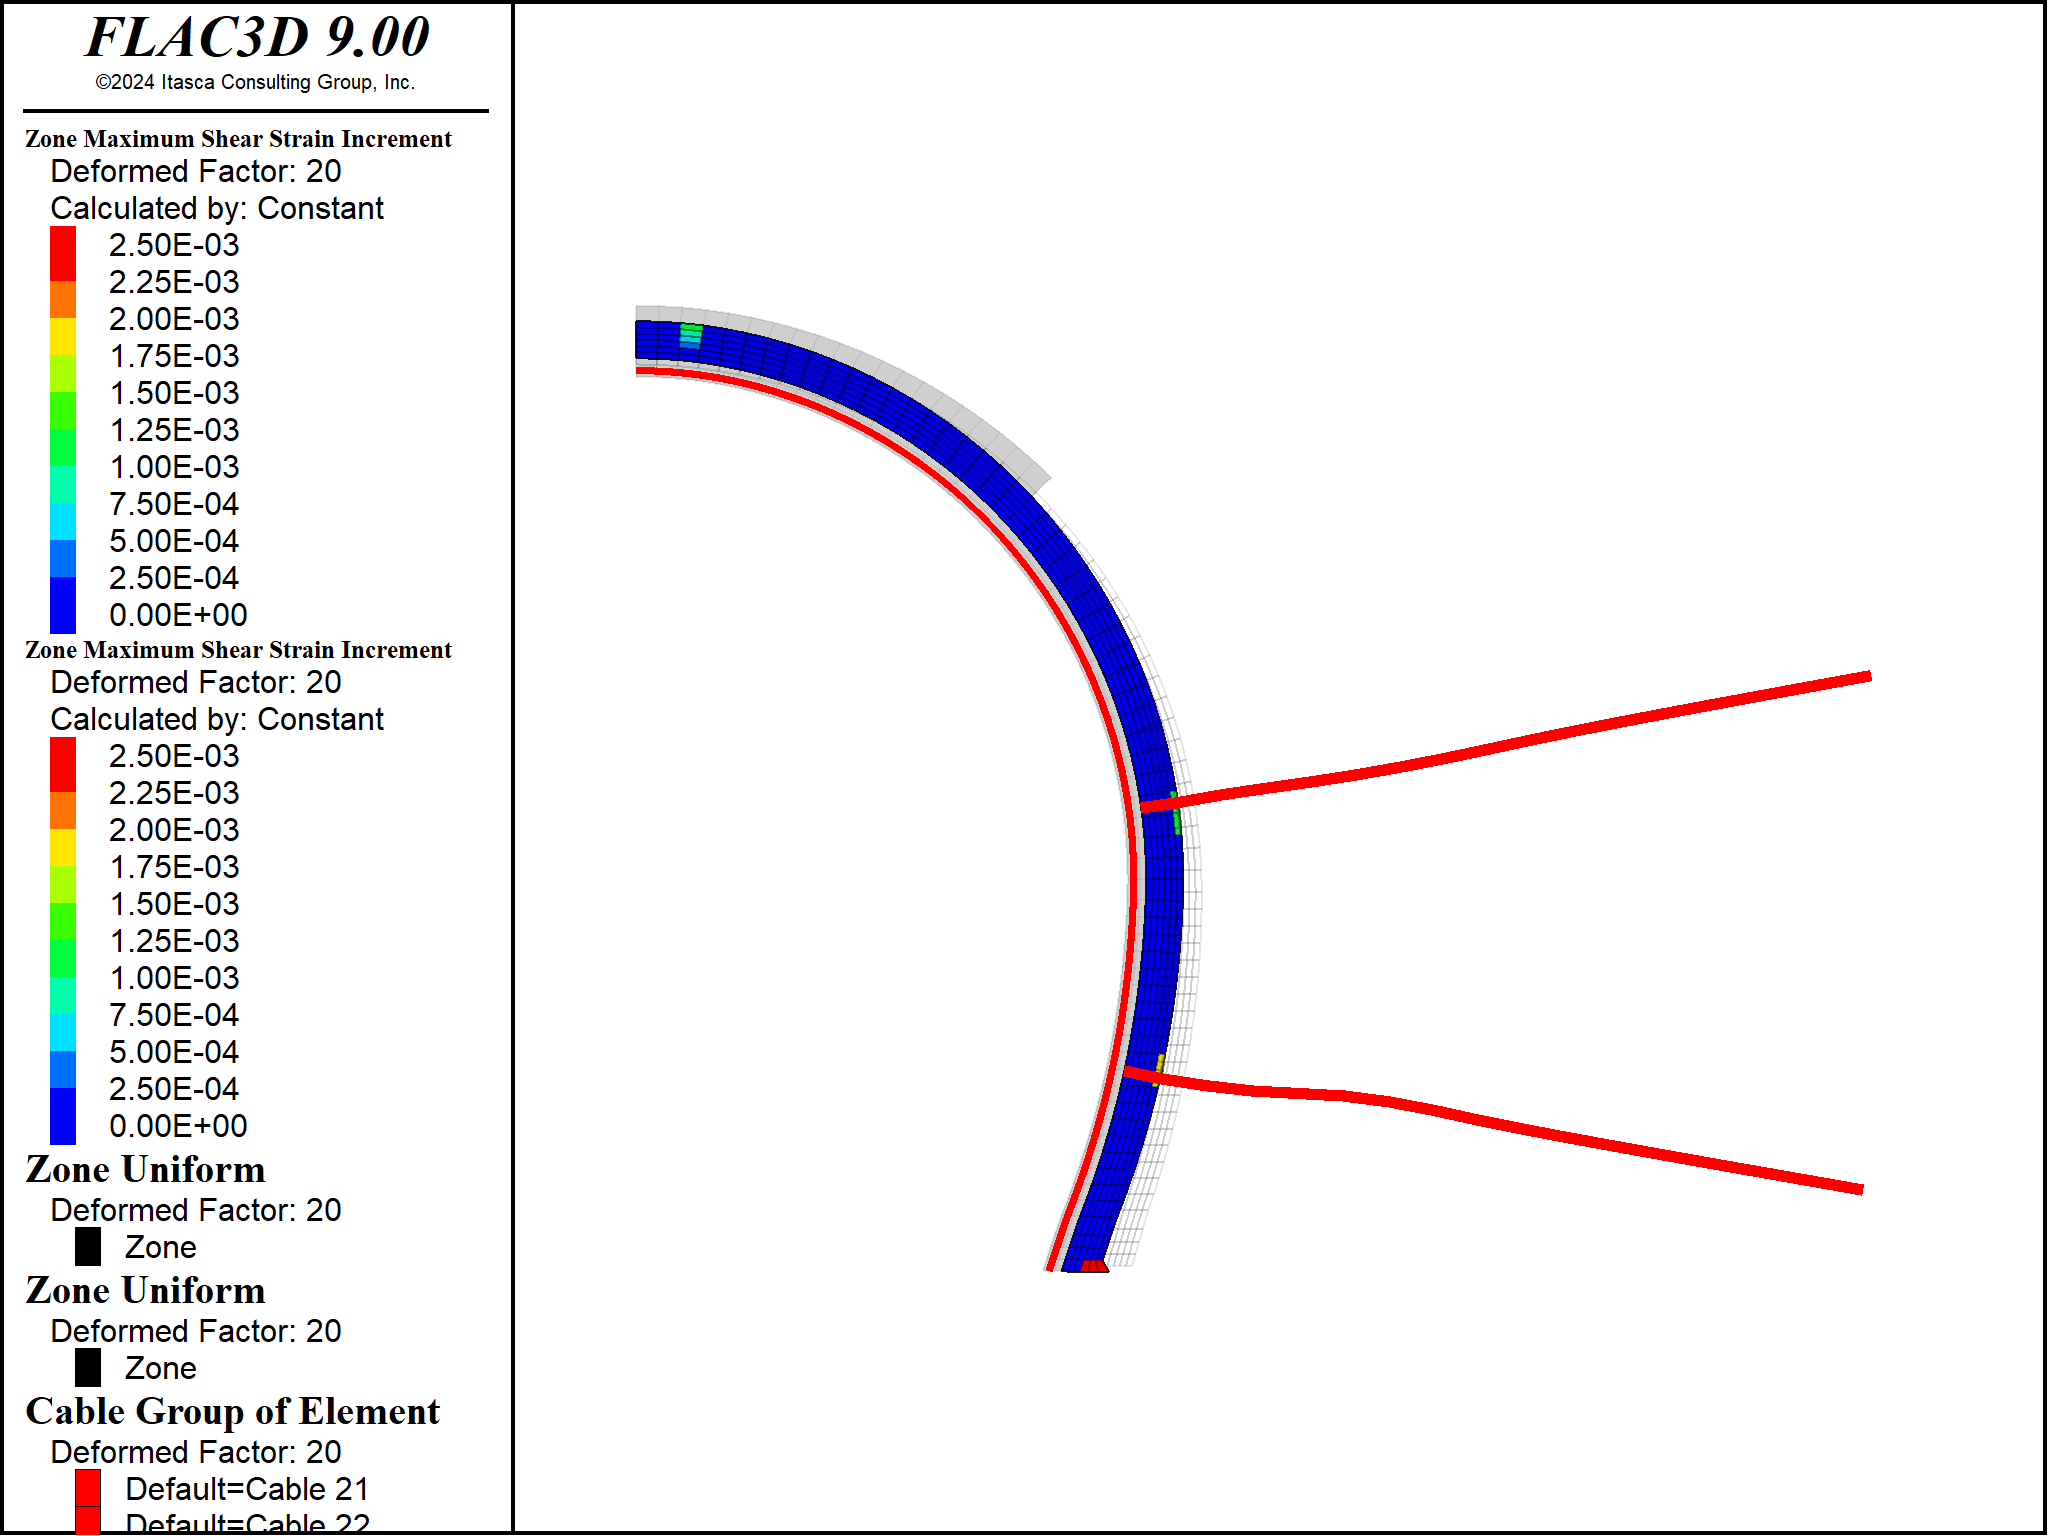 FLAC3D 9.00
©2024 Itasca Consulting Group, Inc.
Zone Maximum Shear Strain Increment
Deformed Factor: 20
Calculated by: Constant
2.50E-03
2.25E-03
2.00E-03
1.75E-03
1.50E-03
1.25E-03
1.00E-03
7.50E-04
5.00E-04
2.50E-04
0.00E+00
Zone Maximum Shear Strain Increment
Deformed Factor: 20
Calculated by: Constant
2.50E-03
2.25E-03
2.00E-03
1.75E-03
1.50E-03
1.25E-03
1.00E-03
7.50E-04
5.00E-04
2.50E-04
0.00E+00
Zone Uniform
Deformed Factor: 20
Zone
Zone Uniform
Deformed Factor: 20
Zone
Cable Group of Element
Deformed Factor: 20
Default=Cable 21
Default=Cable 22